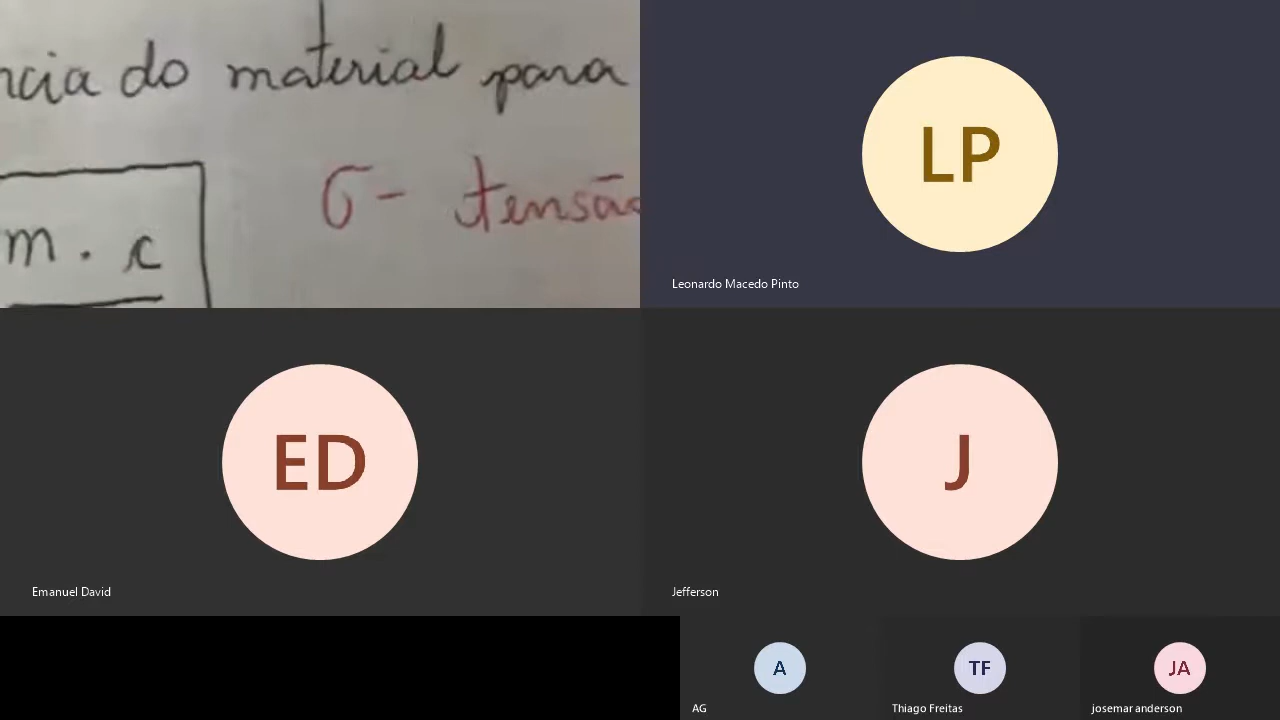 ncia do material para
σ- tensão
m. c
LP
Leonardo Macedo Pinto
ED
Emanuel David
J
Jefferson
A
AG
TF
Thiago Freitas
JA
josemar anderson